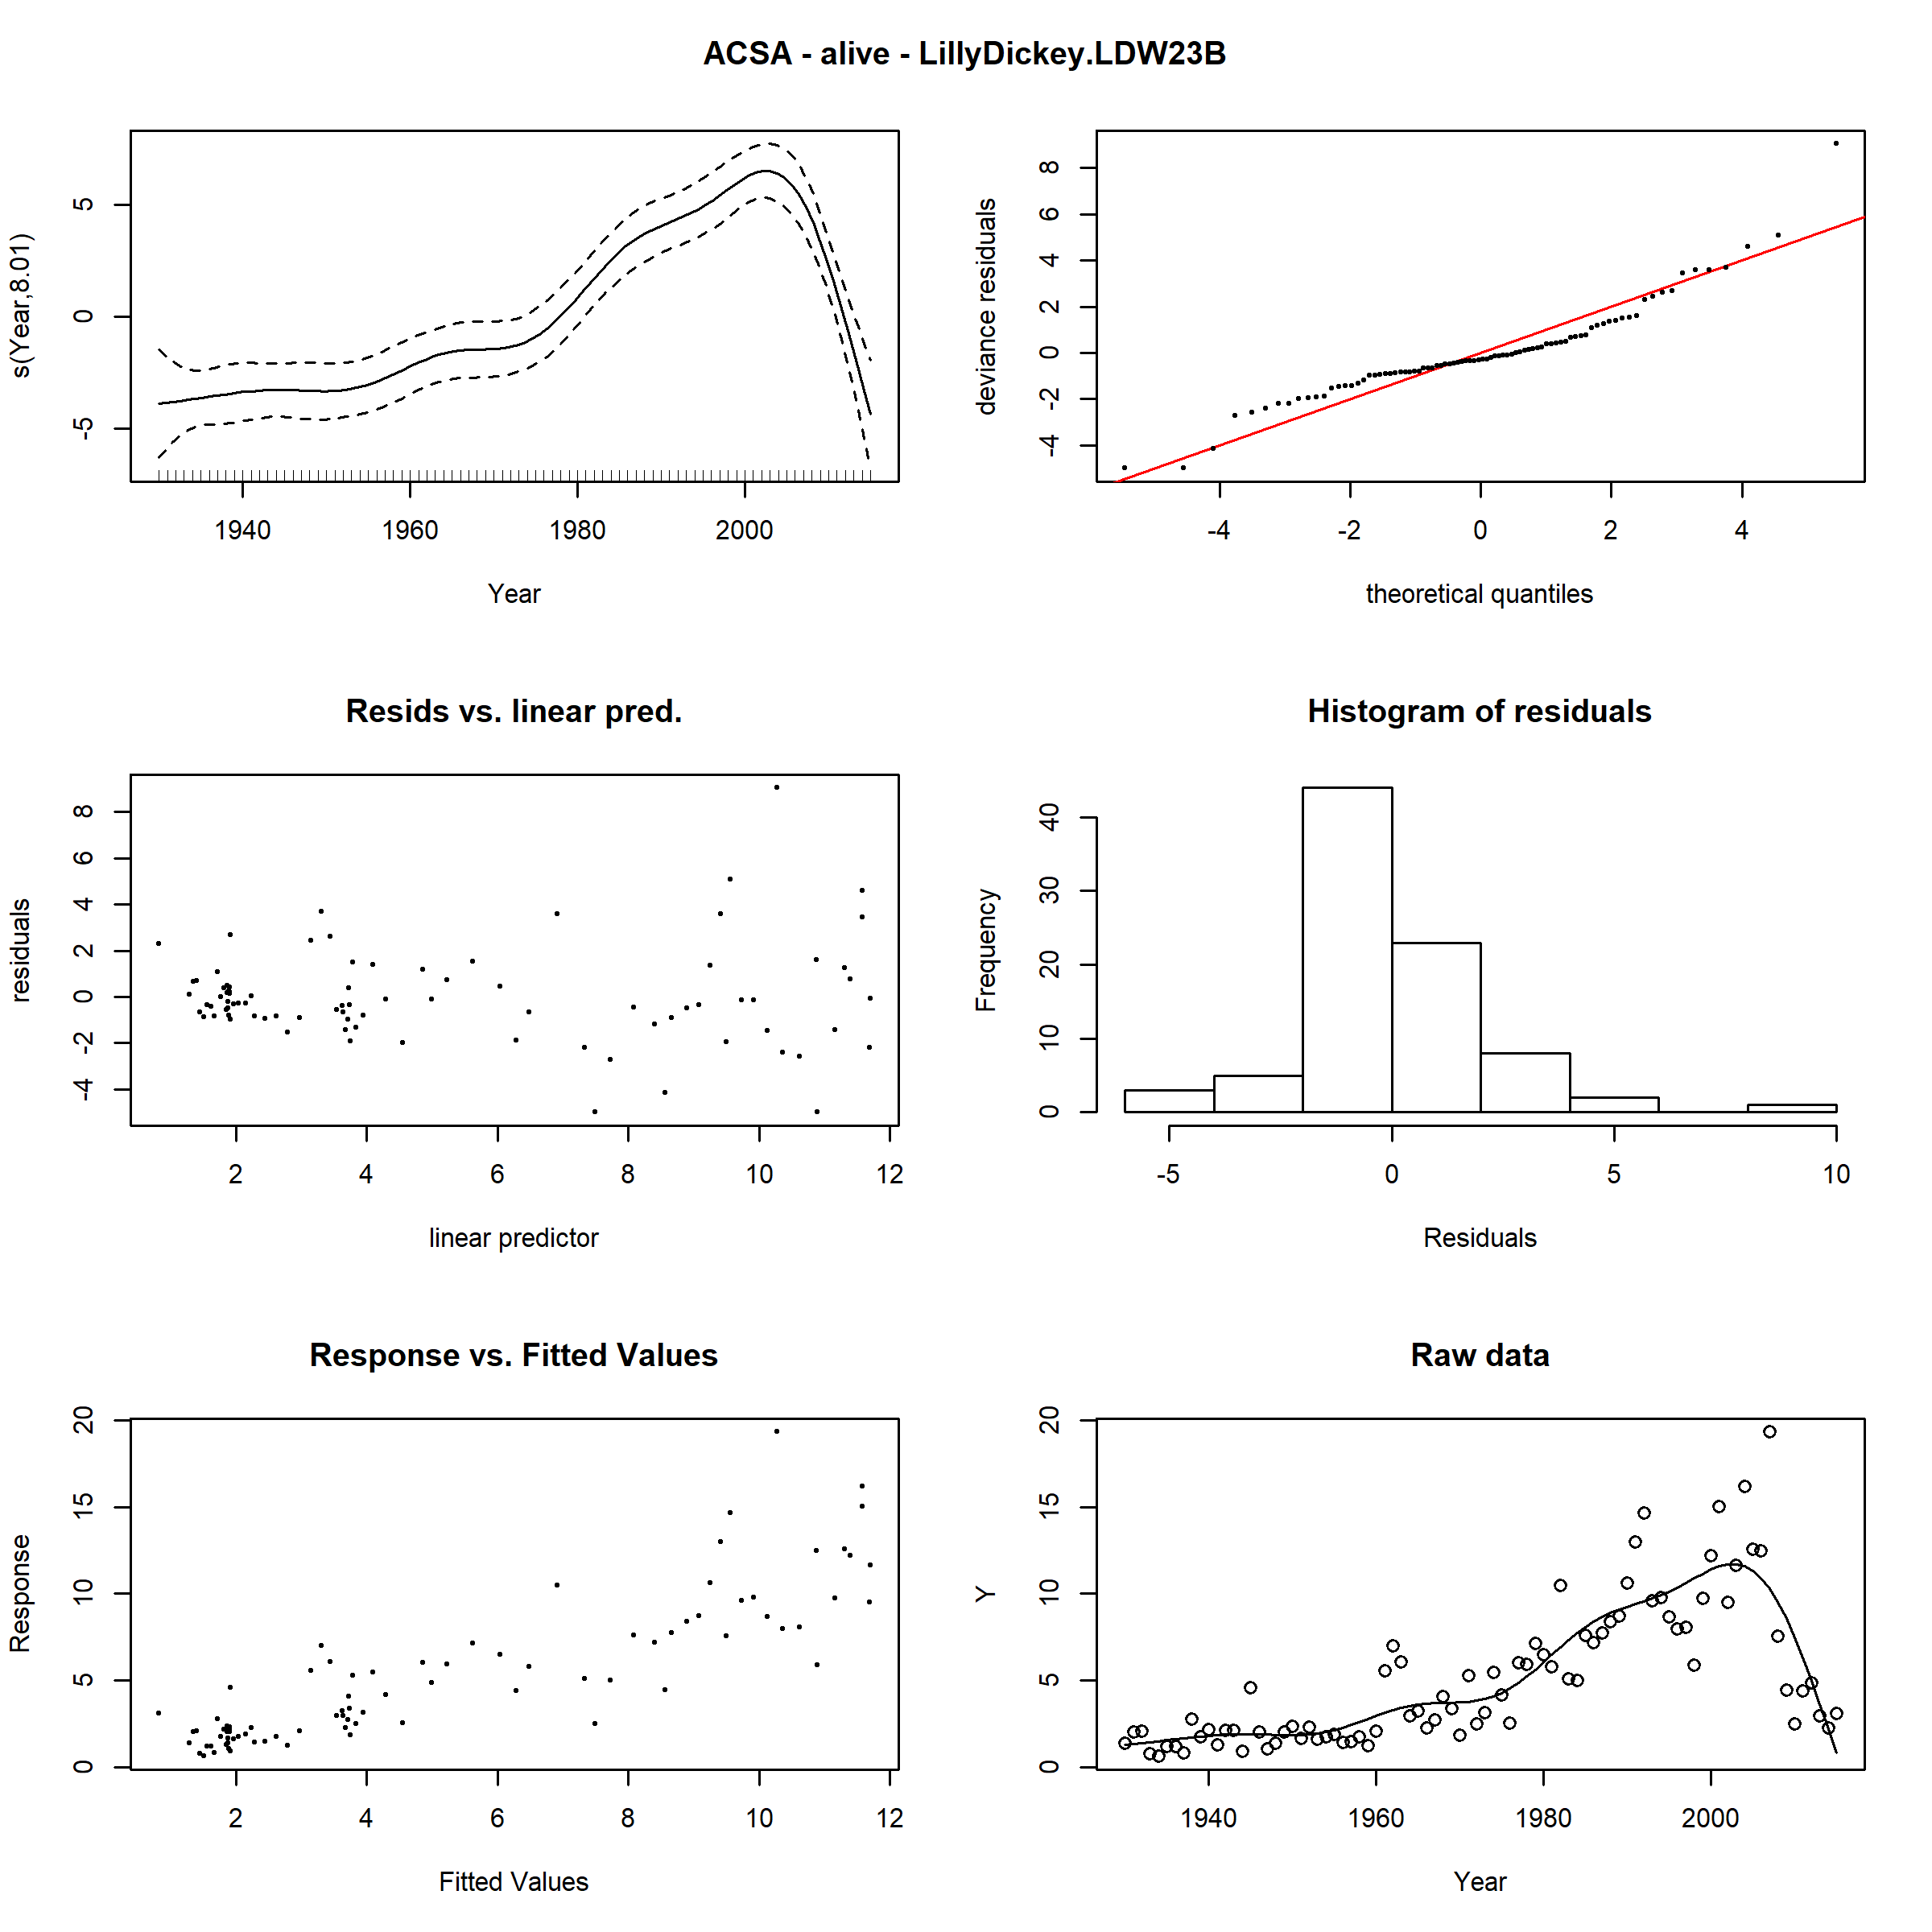 ACSA - alive - LillyDickey.LDW23B
s(Year,8.01)
5
0
-5
1940 1960 1980 2000
Year
deviance residuals
8
6
4
2
0
-2
-4
-4 -2 0 2 4
theoretical quantiles
Resids vs. linear pred.
residuals
8
6
4
2
0
-2
-4
2 4 6 8 10 12
linear predictor
Histogram of residuals
Frequency
40
30
20
10
0
-5 0 5 10
Residuals
Response vs. Fitted Values
Response
20
15
10
5
0
2 4 6 8 10 12
Fitted Values
Raw data
Y
20
15
10
5
0
1940 1960 1980 2000
Year